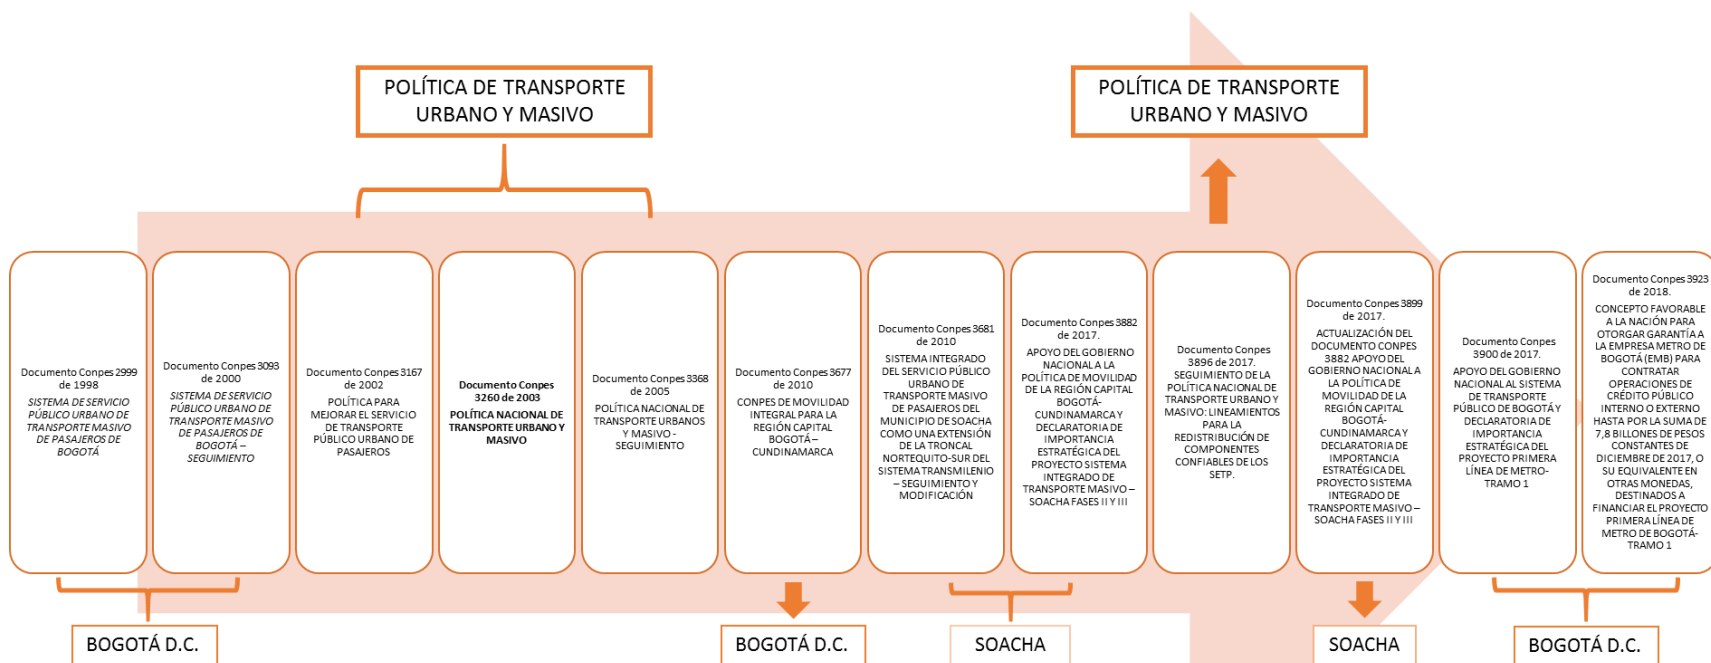 POLÍTICA DE TRANSPORTE
URBANO Y MASIVO
POLÍTICA DE TRANSPORTE
URBANO Y MASIVO
Documento Conpes 2999
de 1998
SISTEMA DE SERVICIO
PÚBLICO URBANO DE
TRANSPORTE MASIVO
DE PASAJEROS DE
BOGOTÁ
Documento Conpes 3093
de 2000
SISTEMA DE SERVICIO
PÚBLICO URBANO DE
TRANSPORTE MASIVO
DE PASAJEROS DE
BOGOTÁ –
SEGUIMIENTO
Documento Conpes 3167
de 2002
POLÍTICA PARA
MEJORAR EL SERVICIO
DE TRANSPORTE
PÚBLICO URBANO DE
PASAJEROS
Documento Conpes
3260 de 2003
POLÍTICA NACIONAL DE
TRANSPORTE URBANO Y
MASIVO
Documento Conpes 3368
de 2005
POLÍTICA NACIONAL DE
TRANSPORTE URBANOS
Y MASIVO -
SEGUIMIENTO
Documento Conpes 3677
de 2010
CONPES DE MOVILIDAD
INTEGRAL PARA LA
REGIÓN CAPITAL
BOGOTÁ –
CUNDINAMARCA
Documento Conpes 3681
de 2010
SISTEMA INTEGRADO
DEL SERVICIO PÚBLICO
URBANO DE
TRANSPORTE MASIVO
DE PASAJEROS DEL
MUNICIPIO DE SOACHA
COMO UNA EXTENSIÓN
DE LA TRONCAL
NORTEQUITO-SUR DEL
SISTEMA TRANSMILENIO
– SEGUIMIENTO Y
MODIFICACIÓN
Documento Conpes 3882
de 2017.
APOYO DEL GOBIERNO
NACIONAL A LA
POLÍTICA DE MOVILIDAD
DE LA REGIÓN CAPITAL
BOGOTÁ-
CUNDINAMARCA Y
DECLARATORIA DE
IMPORTANCIA
ESTRATÉGICA DEL
PROYECTO SISTEMA
INTEGRADO DE
TRANSPORTE MASIVO –
SOACHA FASES II Y III
Documento Conpes
3896 de 2017.
SEGUIMIENTO DE LA
POLÍTICA NACIONAL DE
TRANSPORTE URBANO Y
MASIVO: LINEAMIENTOS
PARA LA
REDISTRIBUCIÓN DE
COMPONENTES
CONFIABLES DE LOS
SETP.
Documento Conpes 3899
de 2017.
ACTUALIZACIÓN DEL
DOCUMENTO CONPES
3882 APOYO DEL
GOBIERNO NACIONAL A
LA POLÍTICA DE
MOVILIDAD DE LA
REGIÓN CAPITAL
BOGOTÁ-
CUNDINAMARCA Y
DECLARATORIA DE
IMPORTANCIA
ESTRATÉGICA DEL
PROYECTO SISTEMA
INTEGRADO DE
TRANSPORTE MASIVO –
SOACHA FASES II Y III
Documento Conpes
3900 de 2017.
APOYO DEL GOBIERNO
NACIONAL AL SISTEMA
DE TRANSPORTE
PÚBLICO DE BOGOTÁ Y
DECLARATORIA DE
IMPORTANCIA
ESTRATÉGICA DEL
PROYECTO PRIMERA
LÍNEA DE METRO-
TRAMO 1
Documento Conpes 3923
de 2018.
CONCEPTO FAVORABLE
A LA NACIÓN PARA
OTORGAR GARANTÍA A
LA EMPRESA METRO DE
BOGOTÁ (EMB) PARA
CONTRATAR
OPERACIONES DE
CRÉDITO PÚBLICO
INTERNO O EXTERNO
HASTA POR LA SUMA DE
7,8 BILLONES DE PESOS
CONSTANTES DE
DICIEMBRE DE 2017, O
SU EQUIVALENTE EN
OTRAS MONEDAS,
DESTINADOS A
FINANCIAR EL PROYECTO
PRIMERA LÍNEA DE
METRO DE BOGOTÁ-
TRAMO 1
BOGOTÁ D.C.
BOGOTÁ D.C.
SOACHA
SOACHA
BOGOTÁ D.C.